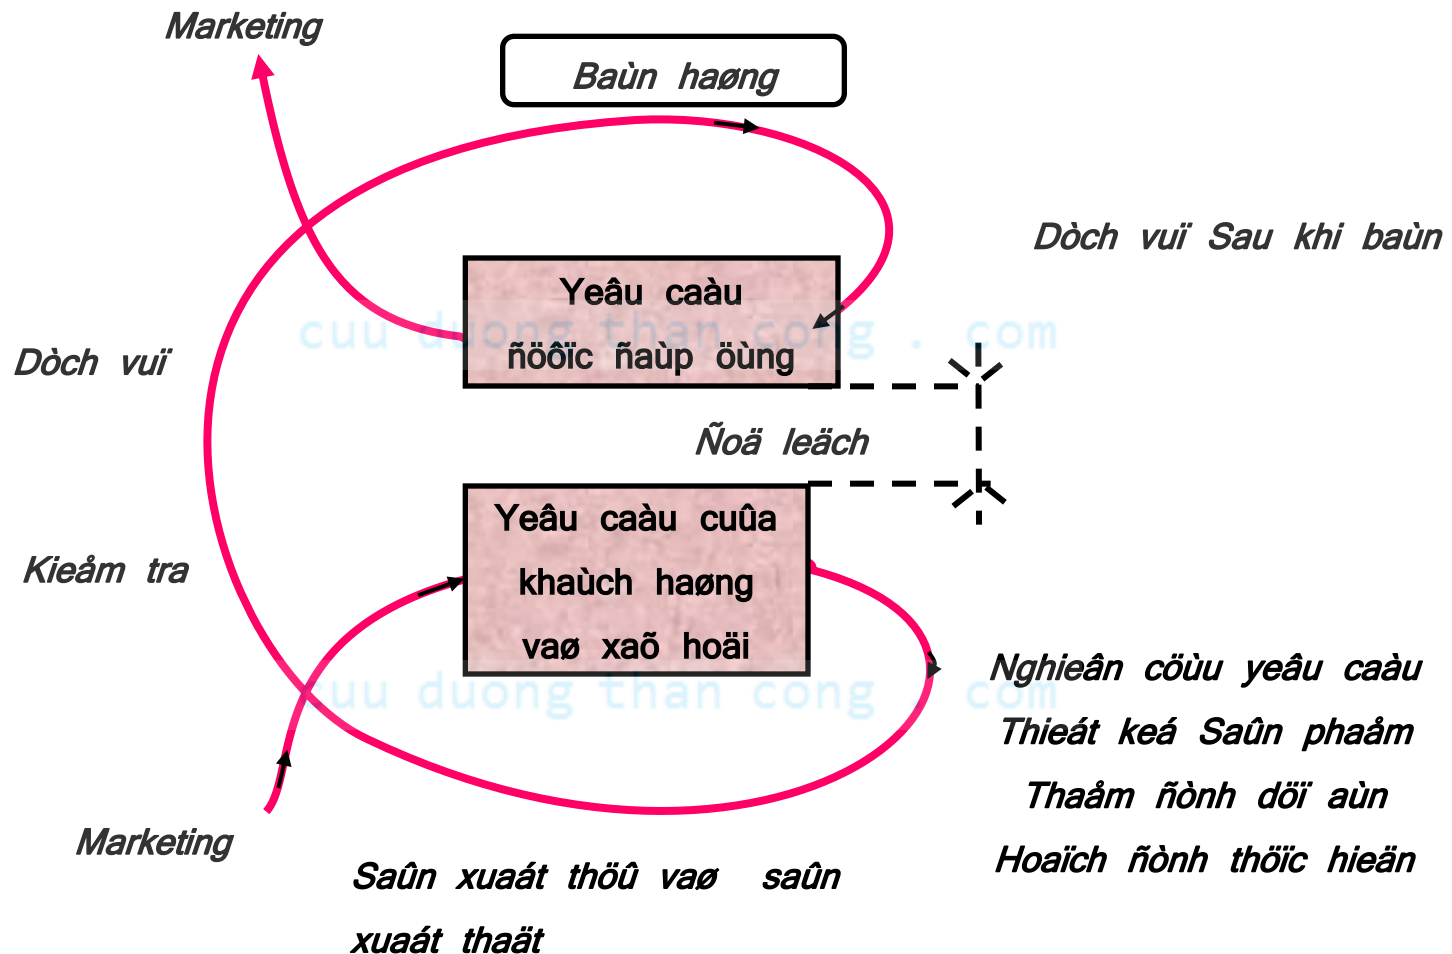 Marketing
Baùn haøng
Dòch vuï Sau khi baùn
Yeâu caàu
cuu duong than cong . com
ñöôïc ñaùp öùng
Dòch vuï
Ñoä leäch
Yeâu caàu cuûa
Kieåm tra
khaùch haøng
vaø xaõ hoäi
cuu duong than cong . com
Nghieân cöùu yeâu caàu
Thieát keá Saûn phaåm
Thaåm ñònh döï aùn
Hoaïch ñònh thöïc hieän
Marketing
Saûn xuaát thöû vaø saûn
xuaát thaät